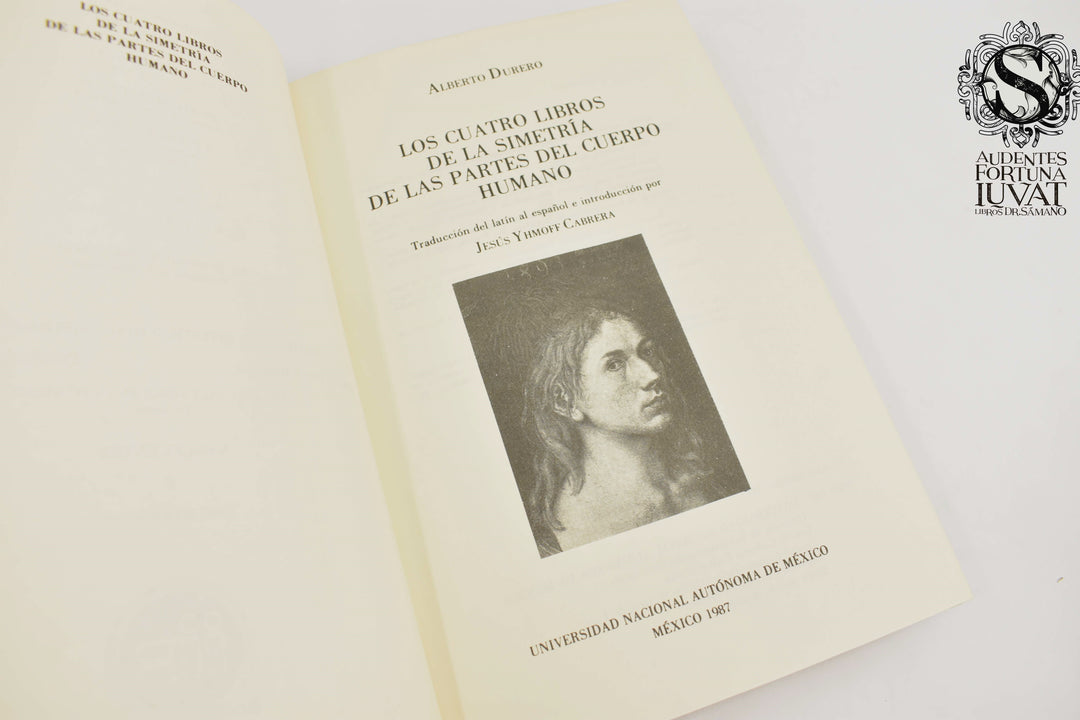 LOS CUATRO LIBROS
DE LA SIMETRÍA
DE LAS PARTES DEL CUERPO
HUMANO
ALBERTO DURERO
LOS CUATRO LIBROS
DE LA SIMETRÍA
DE LAS PARTES DEL CUERPO
HUMANO
Traducción del latín al español e introducción por
JESÚS YHMOFF CABRERA
UNIVERSIDAD NACIONAL AUTÓNOMA DE MÉXICO
MÉXICO 1987
S
AUDENTES
FORTUNA
IUVAT
LIBROS DR. SÁMANO